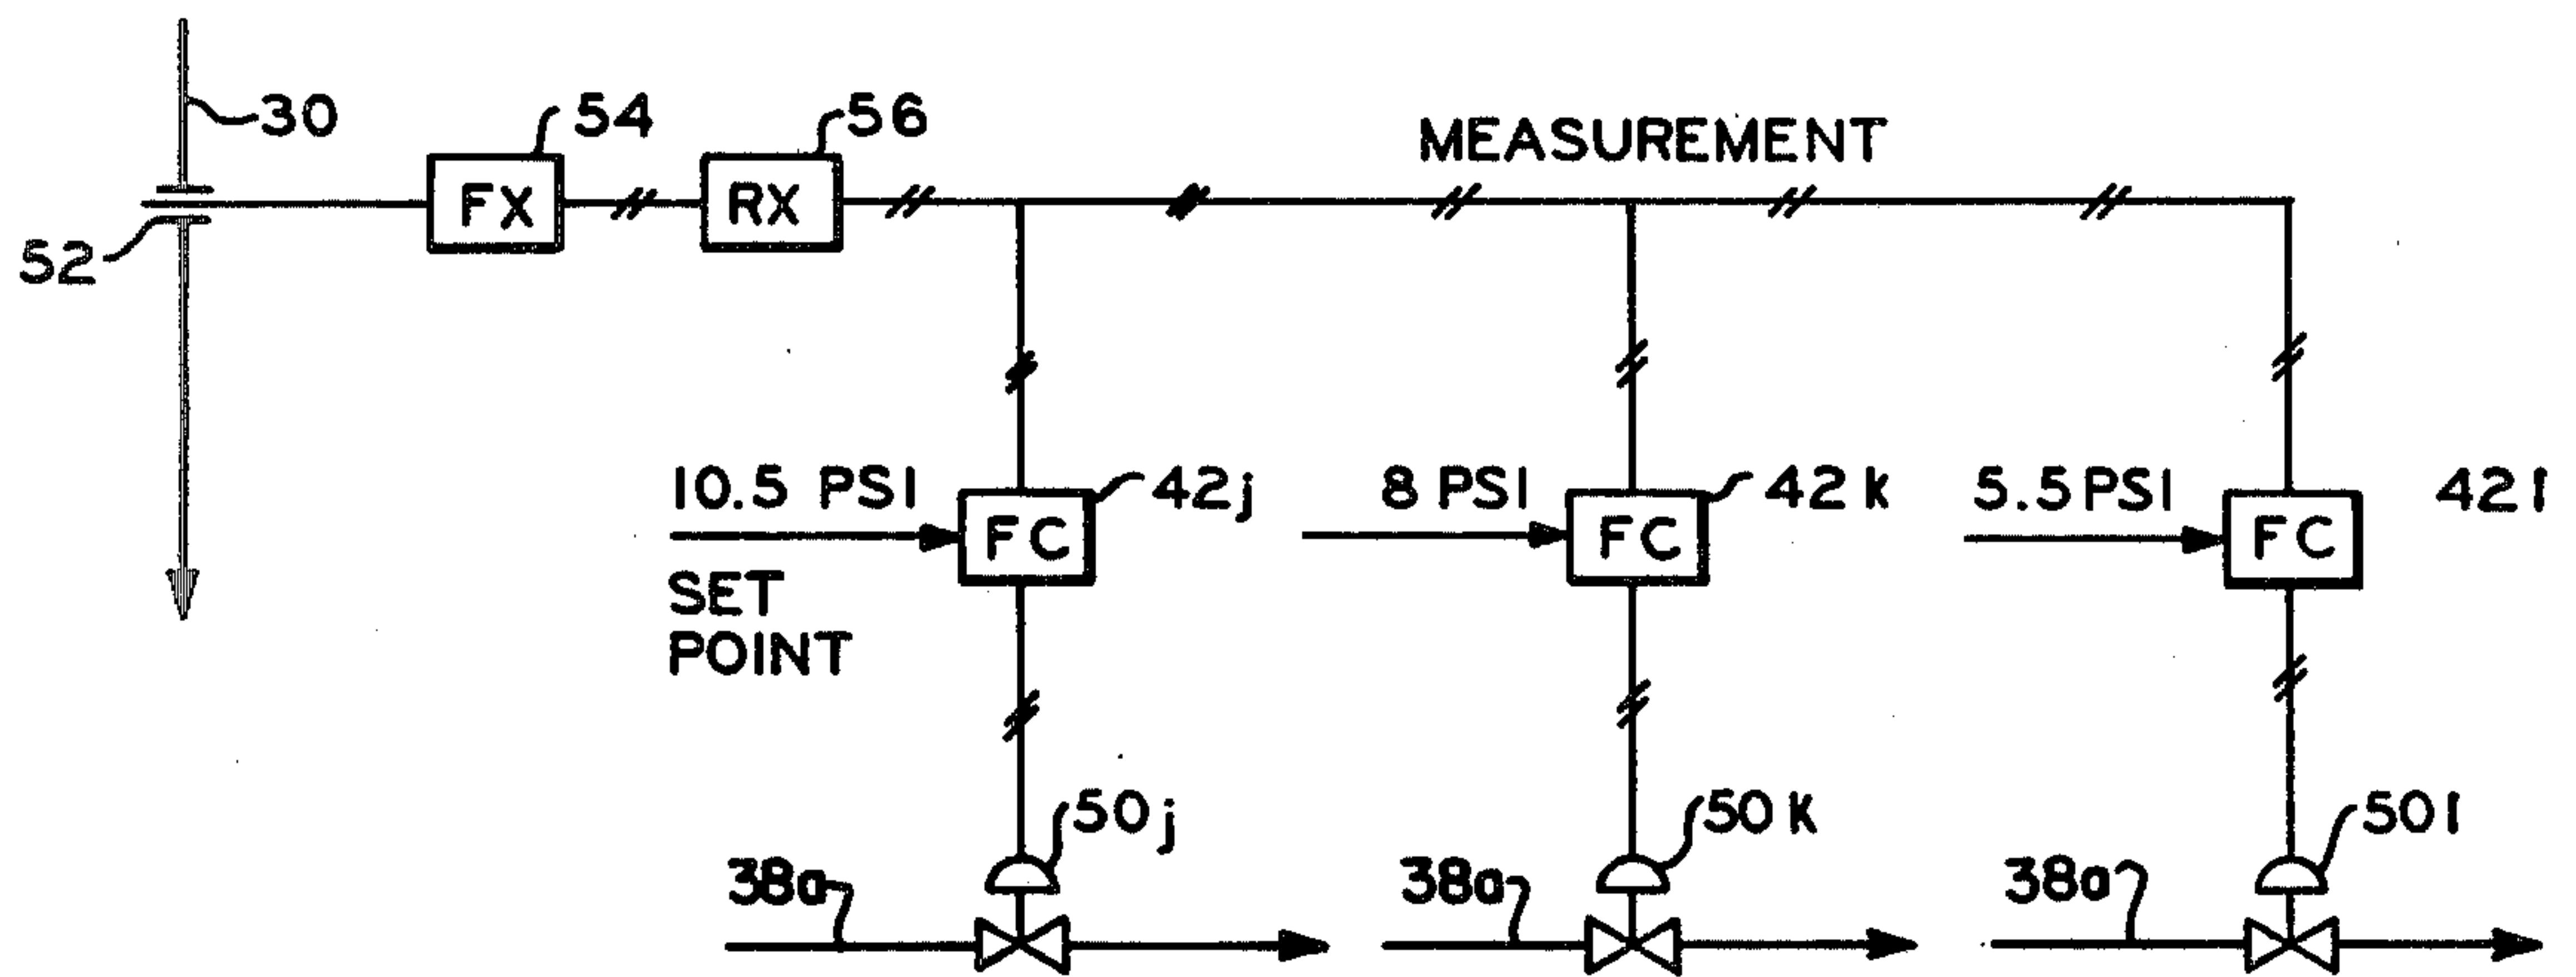 30
54
56
MEASUREMENT
FX
RX
52
10.5 PSI
42j
8 PSI
42k
5.5 PSI
42l
FC
FC
FC
SET
POINT
50j
50k
50l
38a
38a
38a